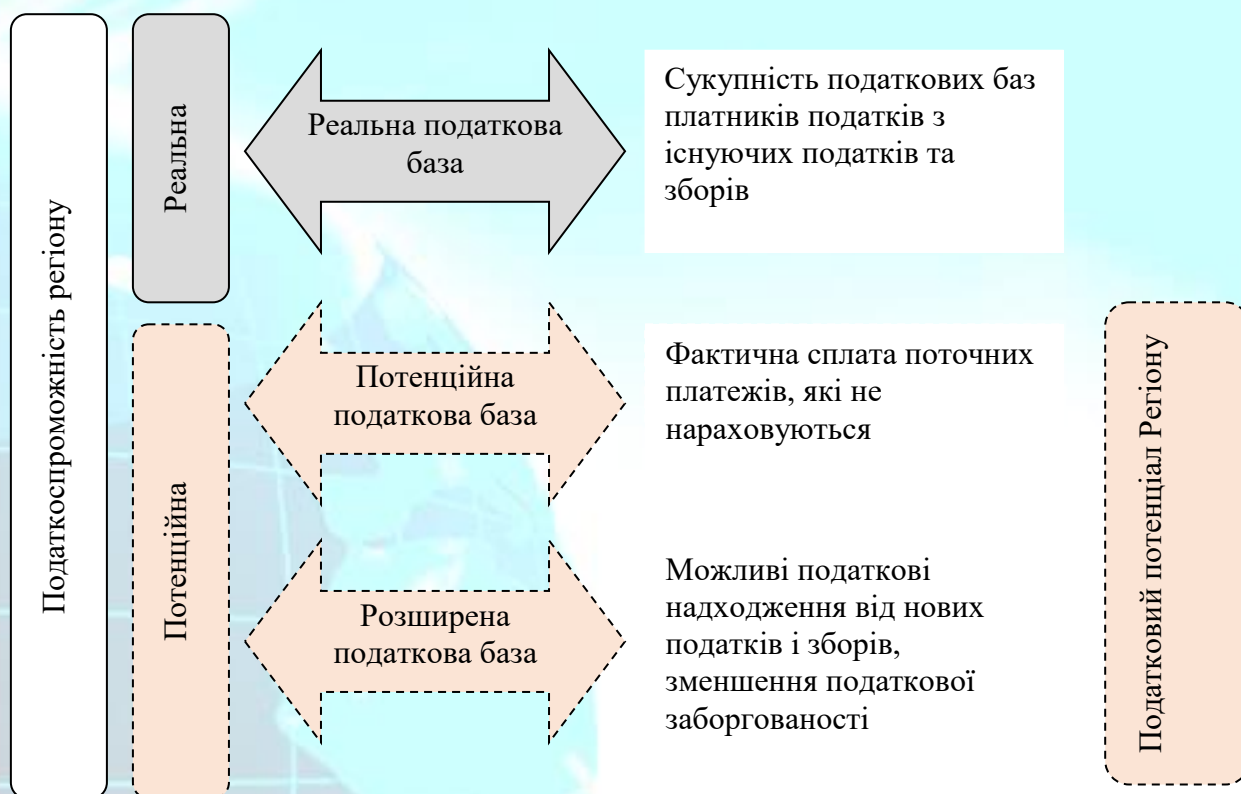 Податкоспроможність регіону
Реальна
Реальна податкова
база
Сукупність податкових баз
платників податків з
існуючих податків та
зборів
Потенційна
Потенційна
податкова база
Фактична сплата поточних
платежів, які не
нараховуються
Розширена
податкова база
Можливі податкові
надходження від нових
податків і зборів,
зменшення податкової
заборгованості
Податковий потенціал Регіону